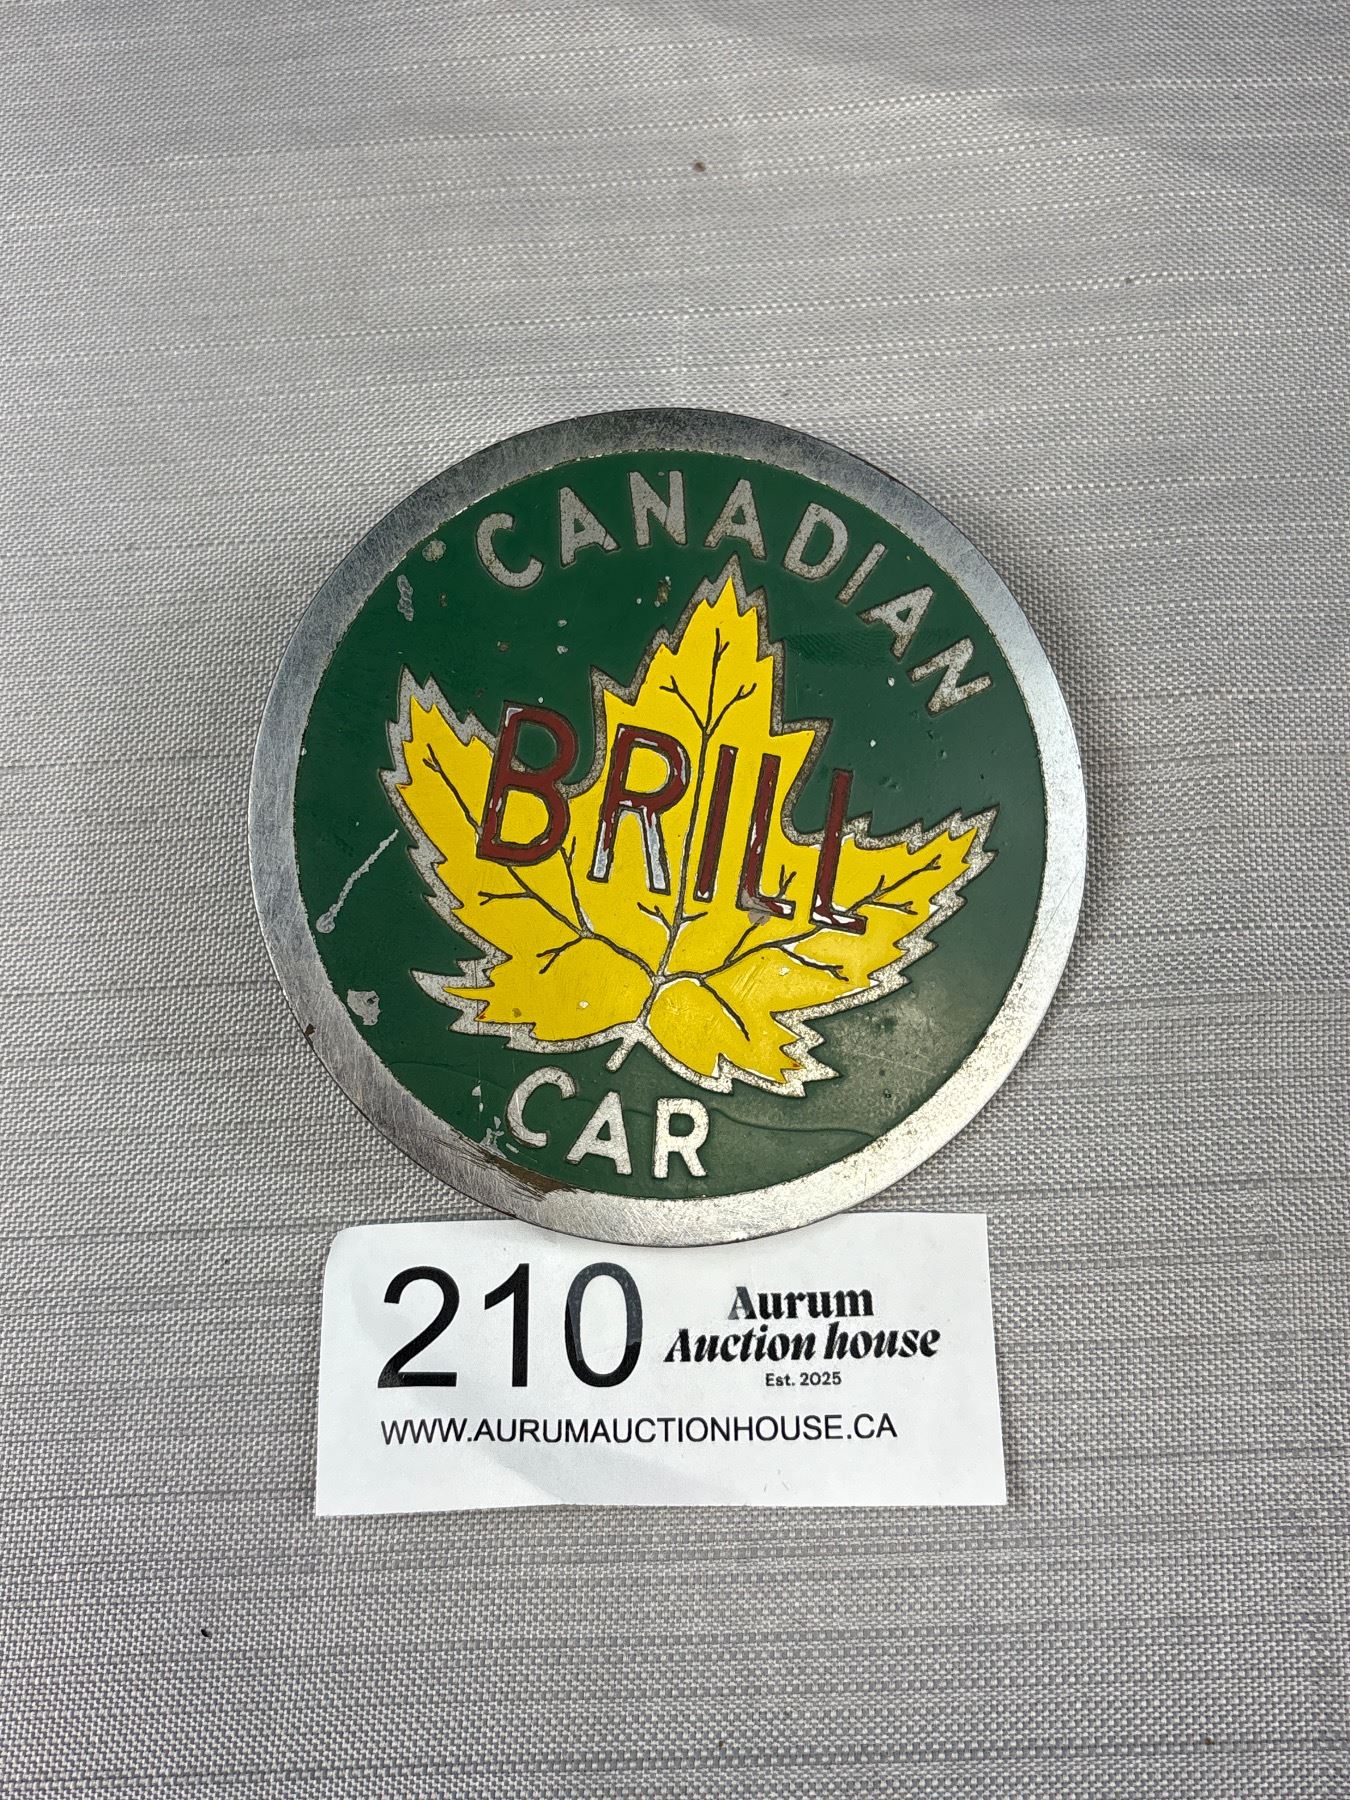 CANADIAN
BRILL
CAR
210
Aurum
Auction house
Est. 2025
WWW.AURUMAUCTIONHOUSE.CA